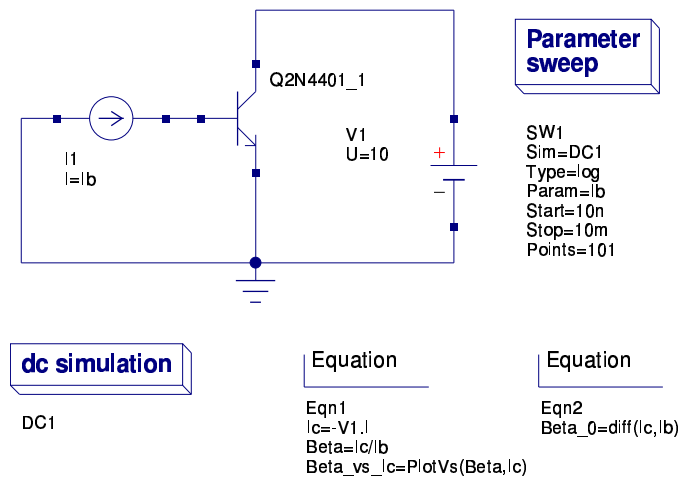 Parameter
sweep
Q2N4401_1
V1
U=10
I1
I=Ib
SW1
Sim=DC1
Type=log
Param=Ib
Start=10n
Stop=10m
Points=101
dc simulation
DC1
Equation
Eqn1
Ic=-V1.I
Beta=Ic/Ib
Beta_vs_Ic=PlotVs(Beta,Ic)
Equation
Eqn2
Beta_0=diff(Ic,Ib)